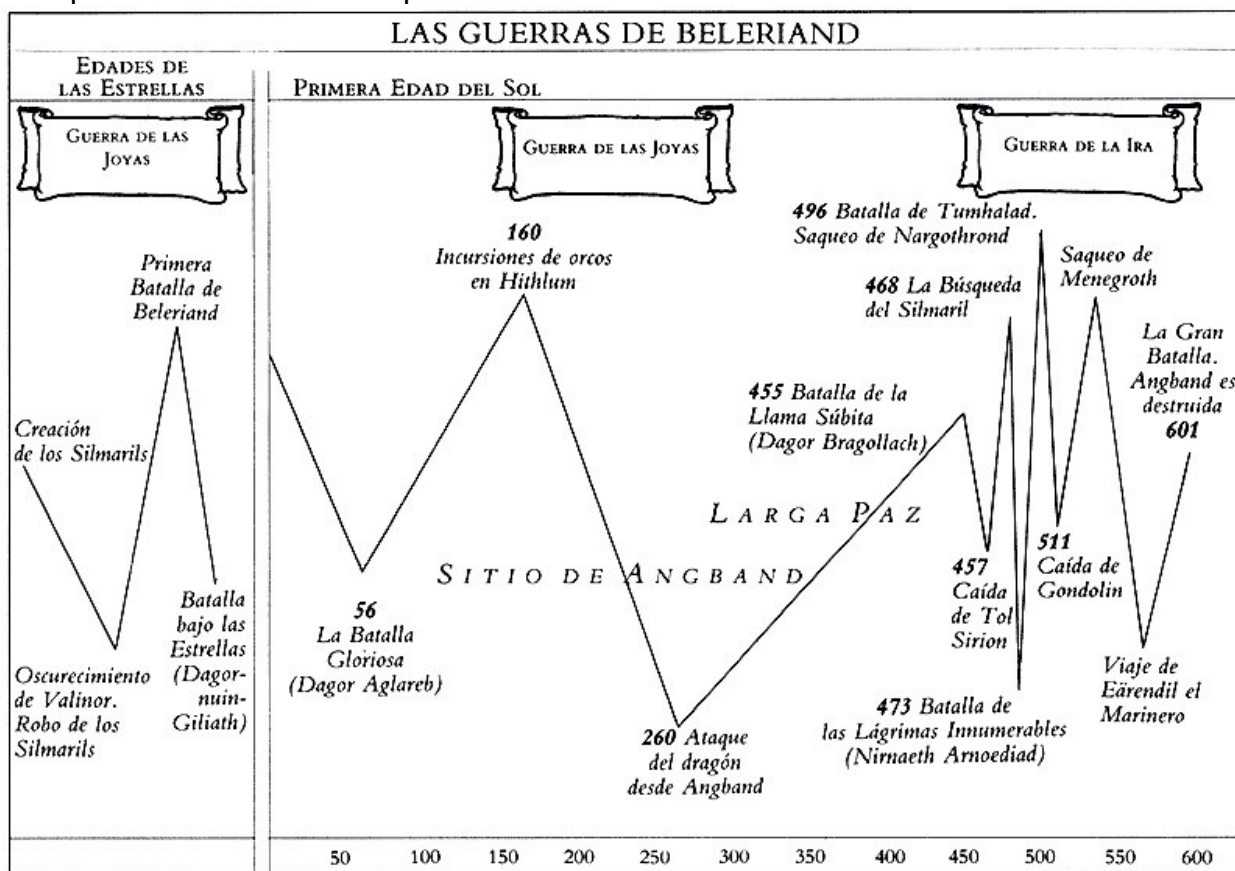 LAS GUERRAS DE BELERIAND
EDADES DE
LAS ESTRELLAS
PRIMERA EDAD DEL SOL
GUERRA DE LAS
JOYAS
GUERRA DE LAS JOYAS
GUERRA DE LA IRA
Creación
de los Silmarils
Oscurecimiento
de Valinor.
Robo de los
Silmarils
Primera
Batalla de
Beleriand
Batalla
bajo las
Estrellas
(Dagor-
nuin-
Giliath)
56
La Batalla
Gloriosa
(Dagor Aglareb)
160
Incursiones de orcos
en Hithlum
SITIO DE ANGBAND
260 Ataque
del dragón
desde Angband
LARGA PAZ
455 Batalla de la
Llama Súbita
(Dagor Bragollach)
457
Caída
de Tol
Sirion
468 La Búsqueda
del Silmaril
473 Batalla de
las Lágrimas Innumerables
(Nirnaeth Arnoediad)
496 Batalla de Tumhalad.
Saqueo de Nargothrond
511
Caída de
Gondolin
Saqueo de
Menegroth
Viaje de
Eärendil el
Marinero
La Gran
Batalla.
Angband es
destruida
601
50 100 150 200 250 300 350 400 450 500 550 600